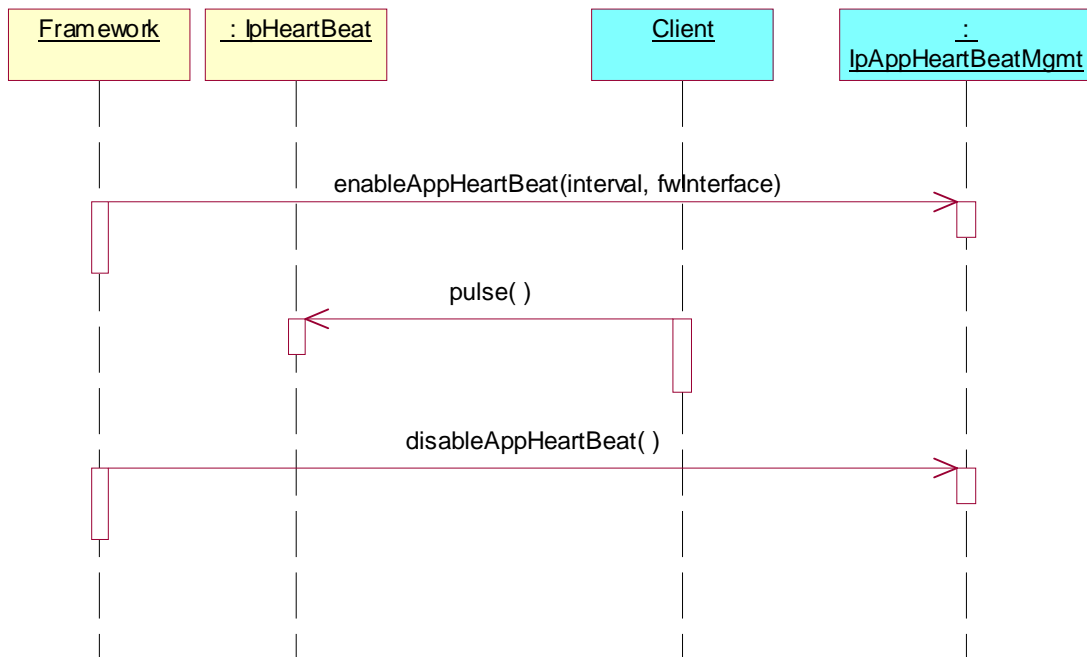 Framework
: IpHeartBeat
Client
:
IpAppHeartBeatMgmt
enableAppHeartBeat(interval, fwInterface)
pulse( )
disableAppHeartBeat( )